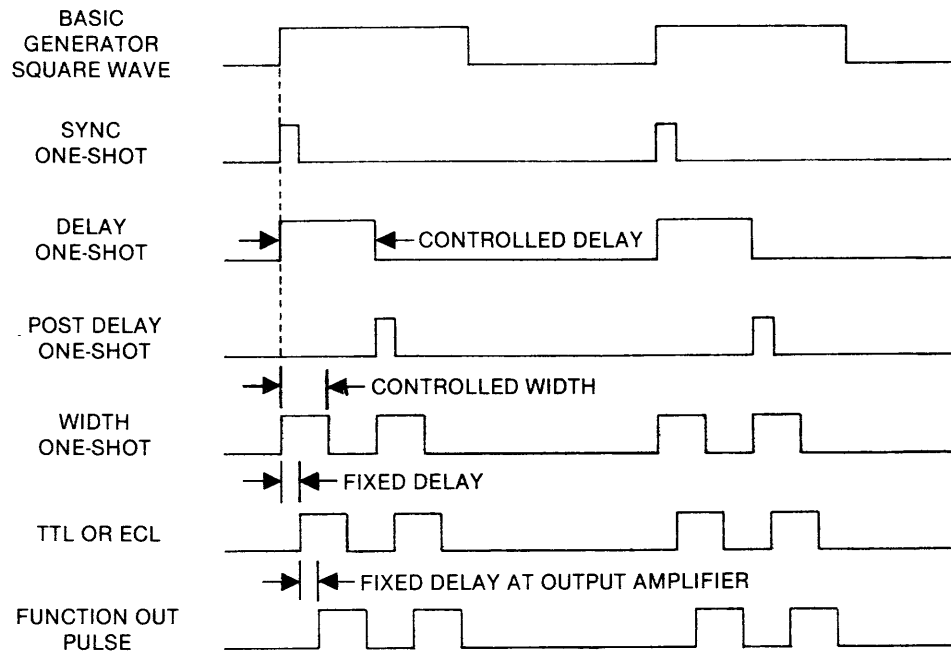 BASIC
GENERATOR
SQUARE WAVE
SYNC
ONE-SHOT
DELAY
ONE-SHOT
CONTROLLED DELAY
POST DELAY
ONE-SHOT
CONTROLLED WIDTH
WIDTH
ONE-SHOT
FIXED DELAY
TTL OR ECL
FIXED DELAY AT OUTPUT AMPLIFIER
FUNCTION OUT
PULSE